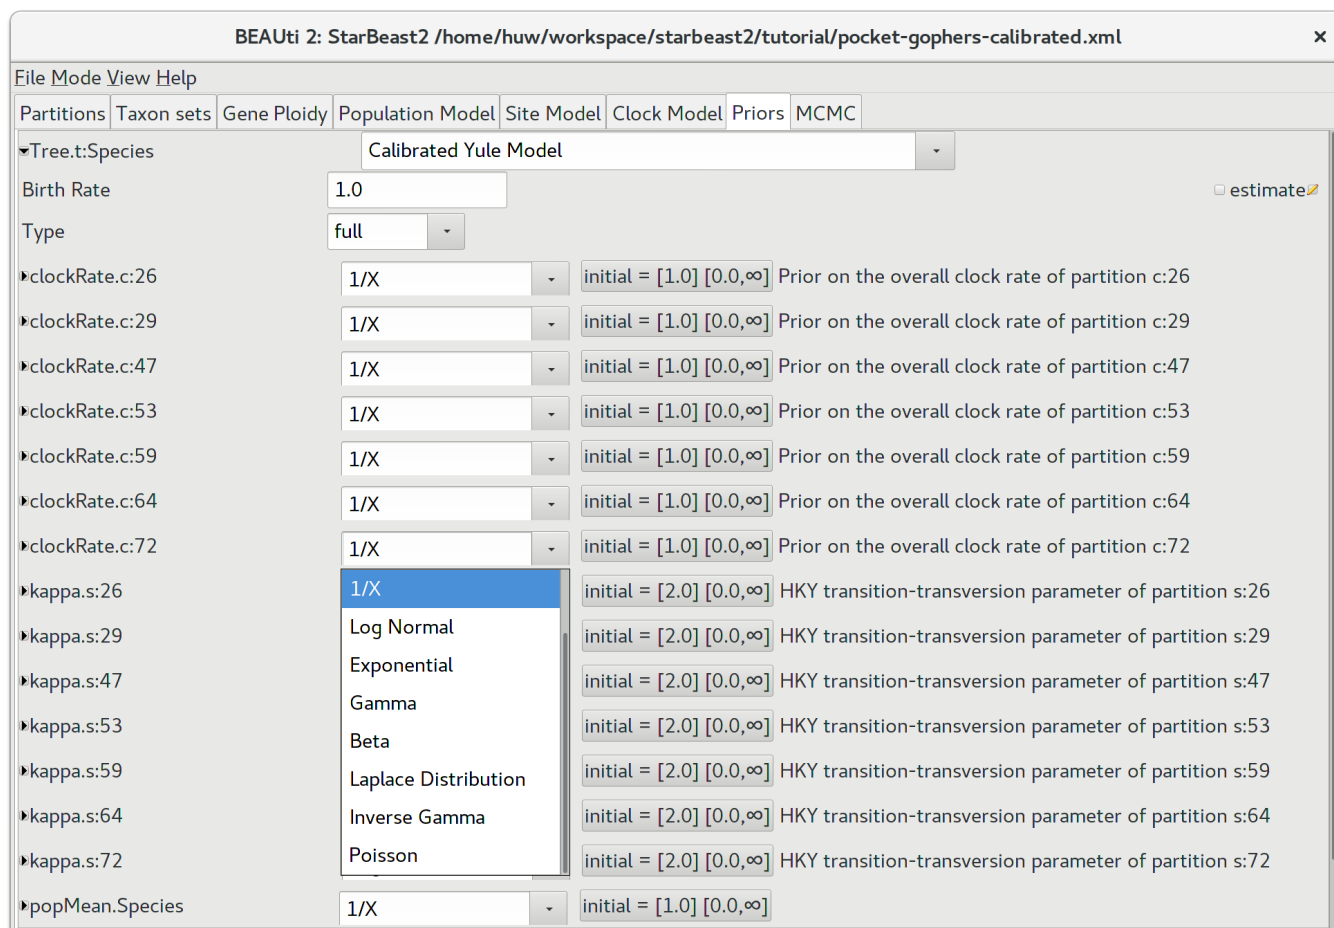 BEAUti 2: StarBeast2 /home/huw/workspace/starbeast2/tutorial/pocket-gophers-calibrated.xml ×
File Mode View Help
Partitions Taxon sets Gene Ploidy Population Model Site Model Clock Model Priors MCMC
Tree.t:Species Calibrated Yule Model
Birth Rate 1.0 estimate
Type full
clockRate.c:26 1/X initial = [1.0] [0.0,∞] Prior on the overall clock rate of partition c:26
clockRate.c:29 1/X initial = [1.0] [0.0,∞] Prior on the overall clock rate of partition c:29
clockRate.c:47 1/X initial = [1.0] [0.0,∞] Prior on the overall clock rate of partition c:47
clockRate.c:53 1/X initial = [1.0] [0.0,∞] Prior on the overall clock rate of partition c:53
clockRate.c:59 1/X initial = [1.0] [0.0,∞] Prior on the overall clock rate of partition c:59
clockRate.c:64 1/X initial = [1.0] [0.0,∞] Prior on the overall clock rate of partition c:64
clockRate.c:72 1/X initial = [1.0] [0.0,∞] Prior on the overall clock rate of partition c:72
kappa.s:26 1/X initial = [2.0] [0.0,∞] HKY transition-transversion parameter of partition s:26
kappa.s:29 Log Normal initial = [2.0] [0.0,∞] HKY transition-transversion parameter of partition s:29
Exponential
kappa.s:47 initial = [2.0] [0.0,∞] HKY transition-transversion parameter of partition s:47
Gamma
kappa.s:53 initial = [2.0] [0.0,∞] HKY transition-transversion parameter of partition s:53
Beta
kappa.s:59 Laplace Distribution initial = [2.0] [0.0,∞] HKY transition-transversion parameter of partition s:59
kappa.s:64 Inverse Gamma initial = [2.0] [0.0,∞] HKY transition-transversion parameter of partition s:64
kappa.s:72 Poisson initial = [2.0] [0.0,∞] HKY transition-transversion parameter of partition s:72
popMean.Species 1/X initial = [1.0] [0.0,∞]